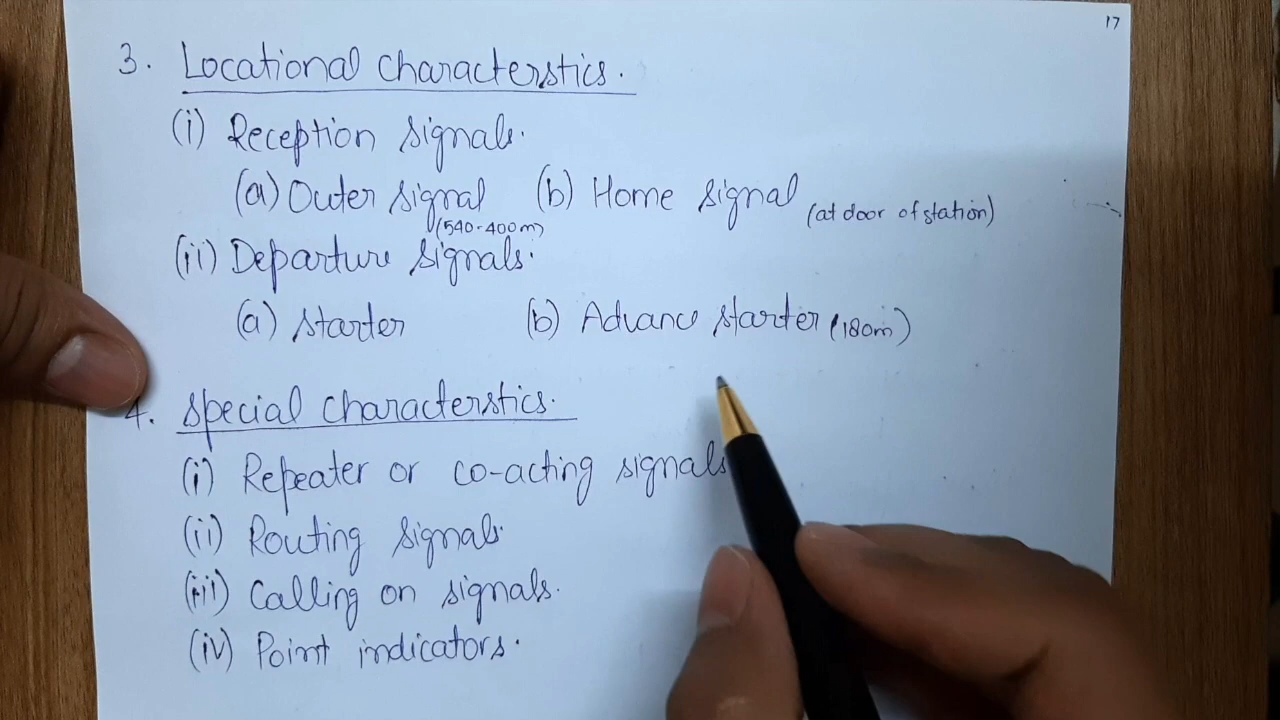 17
3. Locational characterstics.
(i) Reception signals.
(a) Outer signal (b) Home signal (at door of station)
(540-400m)
(ii) Departure signals.
(a) starter (b) Advance starter (180m)
4. special characterstics.
(i) Repeater or co-acting signals
(ii) Routing signals
(iii) Calling on signals.
(iv) Point indicators.